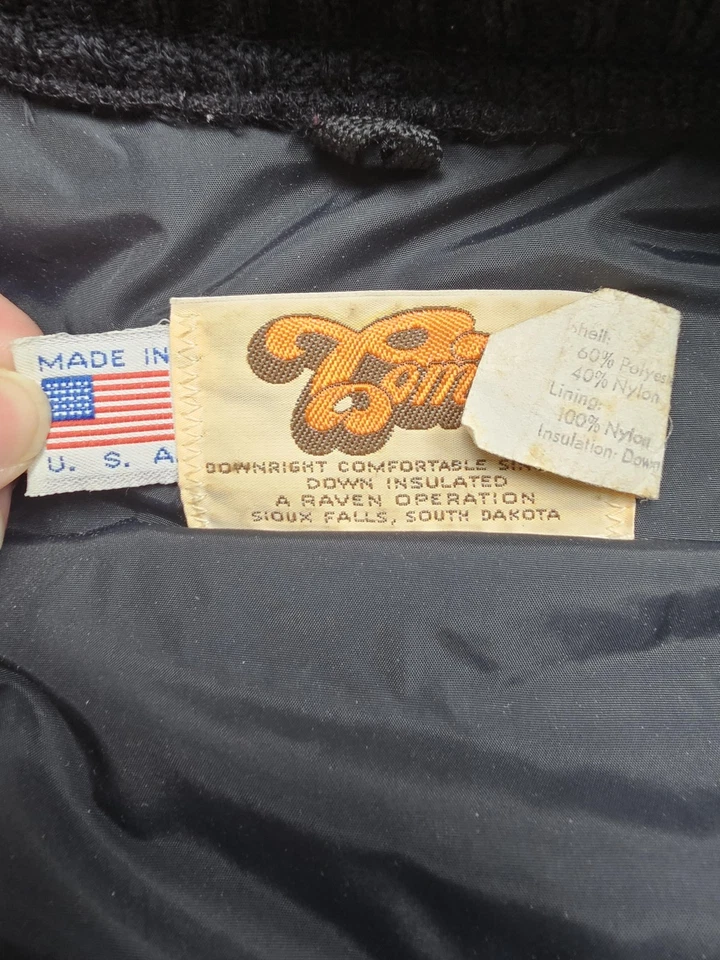 MADE IN
U. S. A.
DOWNRIGHT COMFORTABLE
DOWN INSULATED
A RAVEN OPERATION
SIOUX FALLS, SOUTH DAKOTA
Shell:
60%
40% Nylon
Lining:
100% Nylon
Insulation: Down